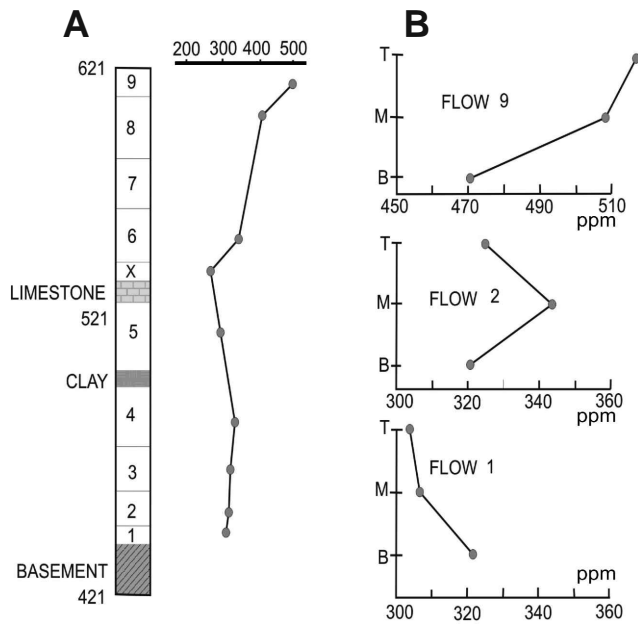 A
200 300 400 500
621
9
8
7
6
X
LIMESTONE
521
5
CLAY
4
3
2
1
BASEMENT
421
B
T
FLOW 9
M
B
450 470 490 510
ppm
T
FLOW 2
M
B
300 320 340 360
ppm
T
FLOW 1
M
B
ppm
300 320 340 360